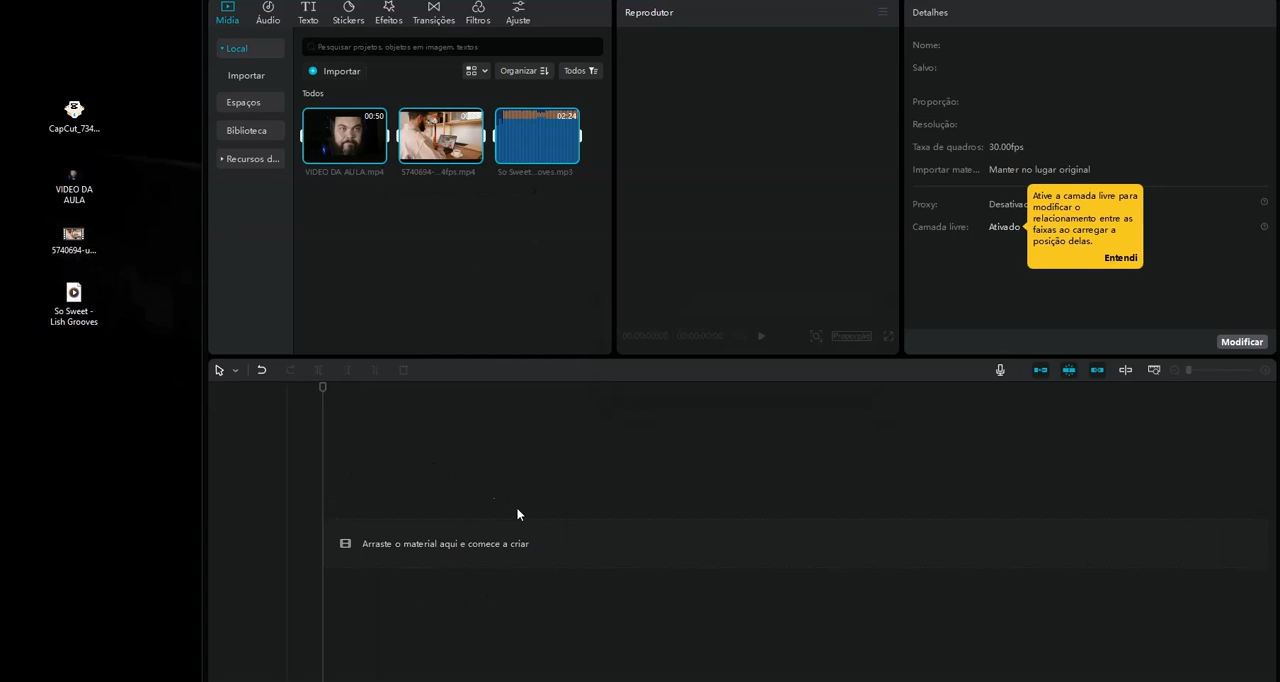 CapCut_734...
VIDEO DA
AULA
5740694-u...
So Sweet -
Lish Grooves
Mídia
Áudio
Texto
Stickers
Efeitos
Transições
Filtros
Ajuste
Local
Importar
Espaços
Biblioteca
Recursos d...
Pesquisar projetos, objetos em imagem, textos
Importar
Organizar
Todos
Todos
00:50
02:24
VIDEO DA AULA.mp4
5740694-...4fps.mp4
So Sweet...oves.mp3
Reprodutor
Detalhes
Nome:
Salvo:
Proporção:
Resolução:
Taxa de quadros: 30.00fps
Importar mate... Manter no lugar original
Proxy:
Camada livre: Ativado
Ative a camada livre para
modificar o
relacionamento entre as
faixas ao carregar a
posição delas.
Entendi
Modificar
Arraste o material aqui e comece a criar